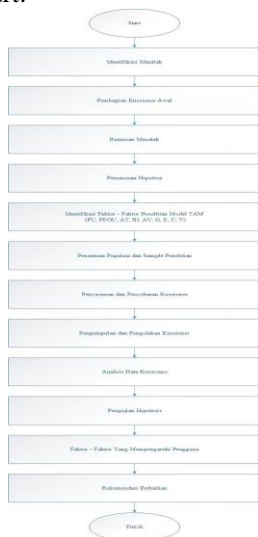 Start
Identifikasi Masalah
Pembagian Kuesioner Awal
Rumusan Masalah
Perumusan Hipotesa
Identifikasi Faktor – Faktor Penelitian Model TAM
(PU, PEOU, AT, BI, AU, G, E, C, V)
Penentuan Populasi dan Sample Penelitian
Penyusunan dan Penyebaran Kuesioner
Pengumpulan dan Pengolahan Kuesioner
Analisis Data Kuesioner
Pengujian Hipotesis
Faktor – Faktor Yang Mempengaruhi Pengguna
Rekomendasi Perbaikan
Finish